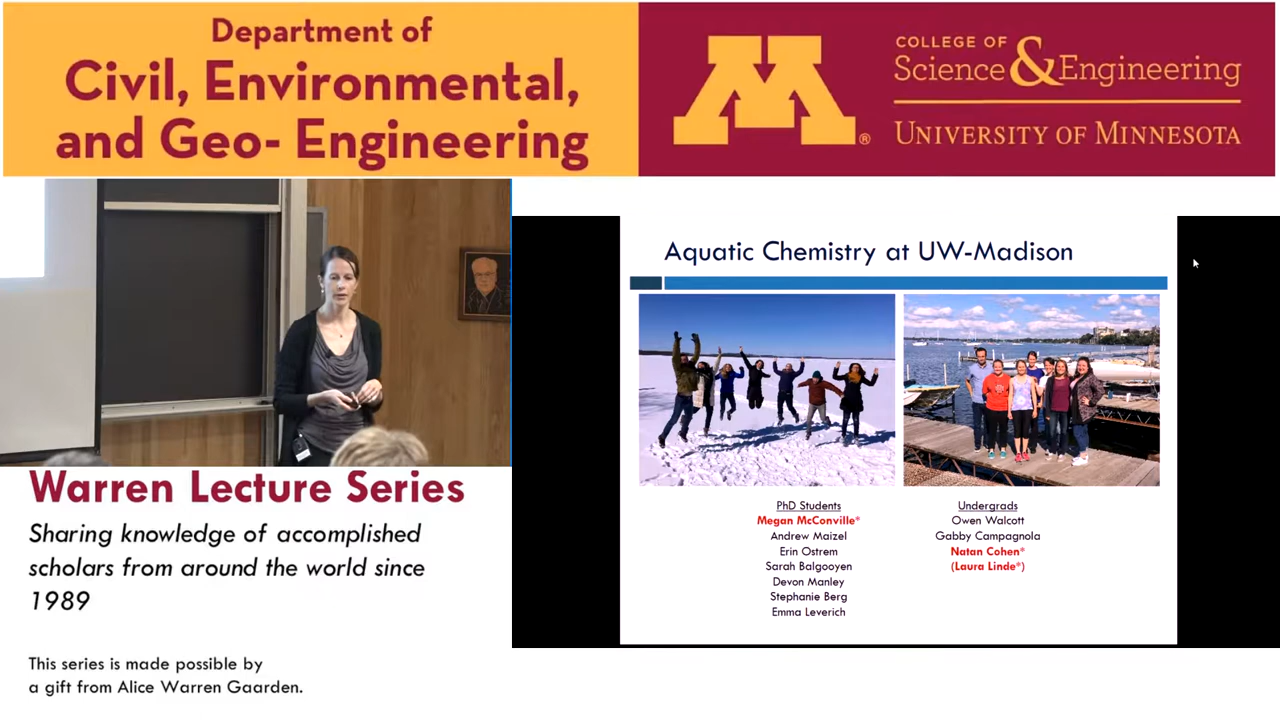 Department of
Civil, Environmental,
and Geo- Engineering
M®
COLLEGE OF
Science & Engineering
UNIVERSITY OF MINNESOTA
Aquatic Chemistry at UW-Madison
PhD Students
Megan McConville*
Andrew Maizel
Erin Ostrem
Sarah Balgooyen
Devon Manley
Stephanie Berg
Emma Leverich
Undergrads
Owen Walcott
Gabby Campagnola
Natan Cohen*
(Laura Linde*)
Warren Lecture Series
Sharing knowledge of accomplished
scholars from around the world since
1989
This series is made possible by
a gift from Alice Warren Gaarden.